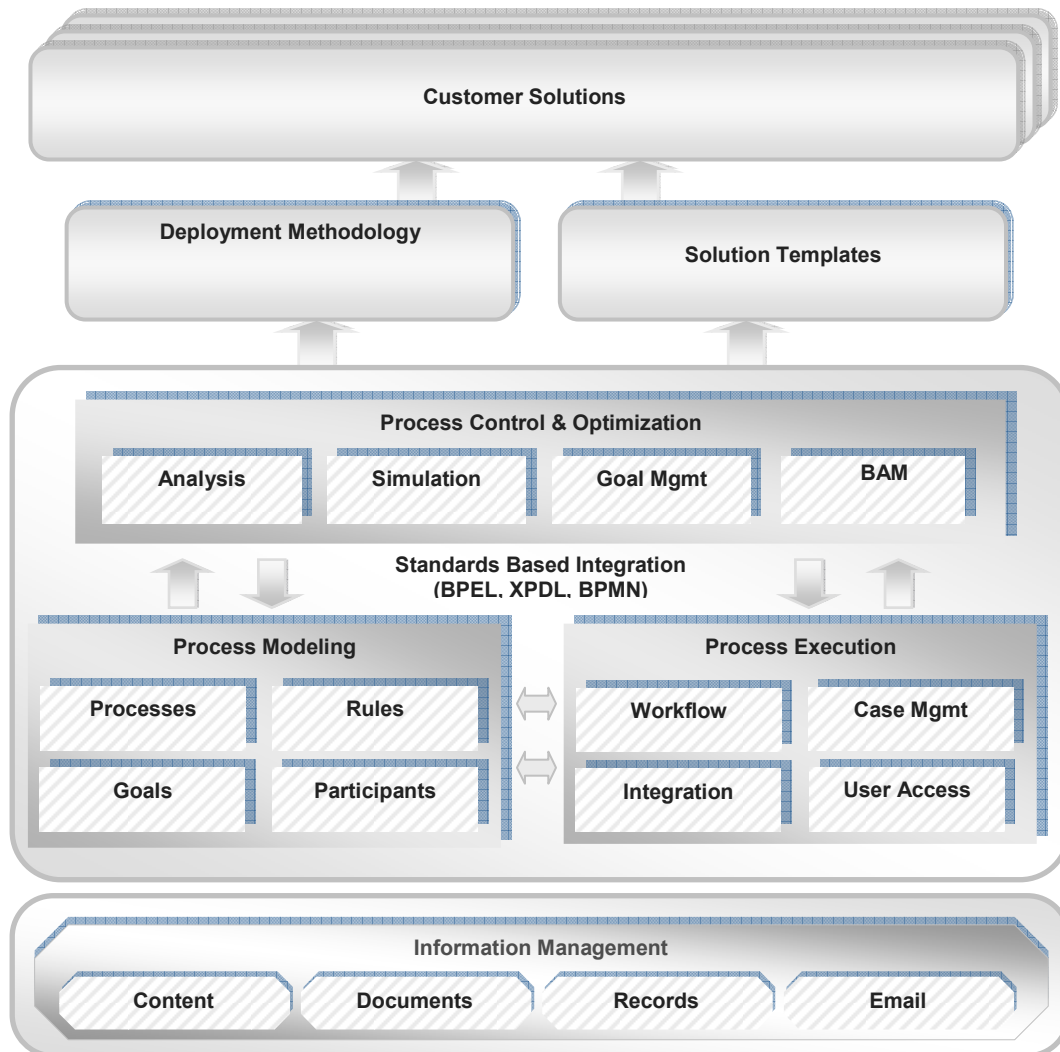 Customer Solutions
Deployment Methodology
Solution Templates
Process Control & Optimization
Analysis
Simulation
Goal Mgmt
BAM
Standards Based Integration
(BPEL, XPDL, BPMN)
Process Modeling
Processes
Rules
Goals
Participants
Process Execution
Workflow
Case Mgmt
Integration
User Access
Information Management
Content
Documents
Records
Email